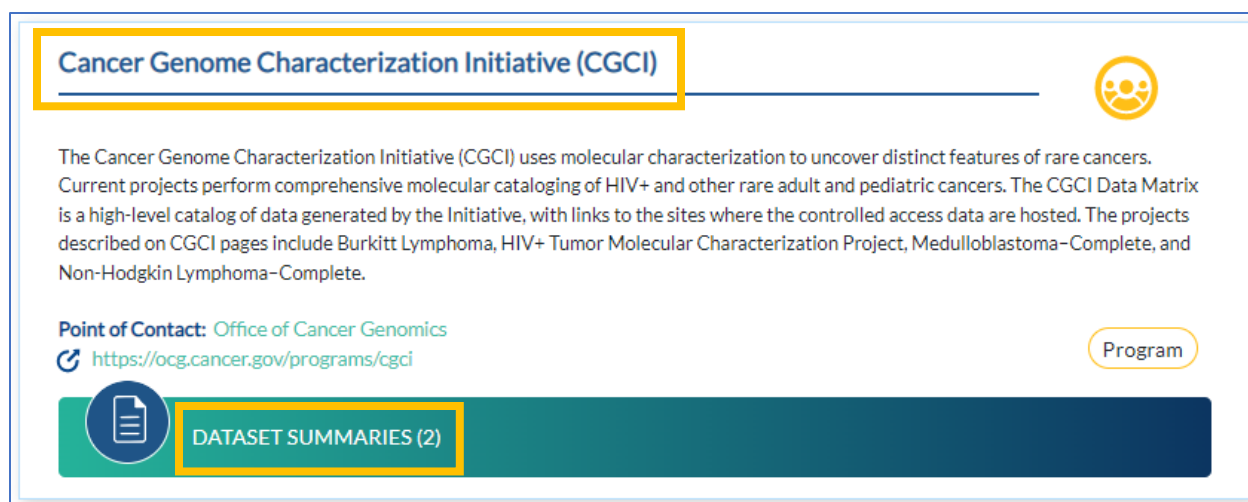 Cancer Genome Characterization Initiative (CGCI)
The Cancer Genome Characterization Initiative (CGCI) uses molecular characterization to uncover distinct features of rare cancers.
Current projects perform comprehensive molecular cataloging of HIV+ and other rare adult and pediatric cancers. The CGCI Data Matrix
is a high-level catalog of data generated by the Initiative, with links to the sites where the controlled access data are hosted. The projects
described on CGCI pages include Burkitt Lymphoma, HIV+ Tumor Molecular Characterization Project, Medulloblastoma–Complete, and
Non-Hodgkin Lymphoma–Complete.
Point of Contact: Office of Cancer Genomics
https://ocg.cancer.gov/programs/cgci
Program
DATASET SUMMARIES (2)